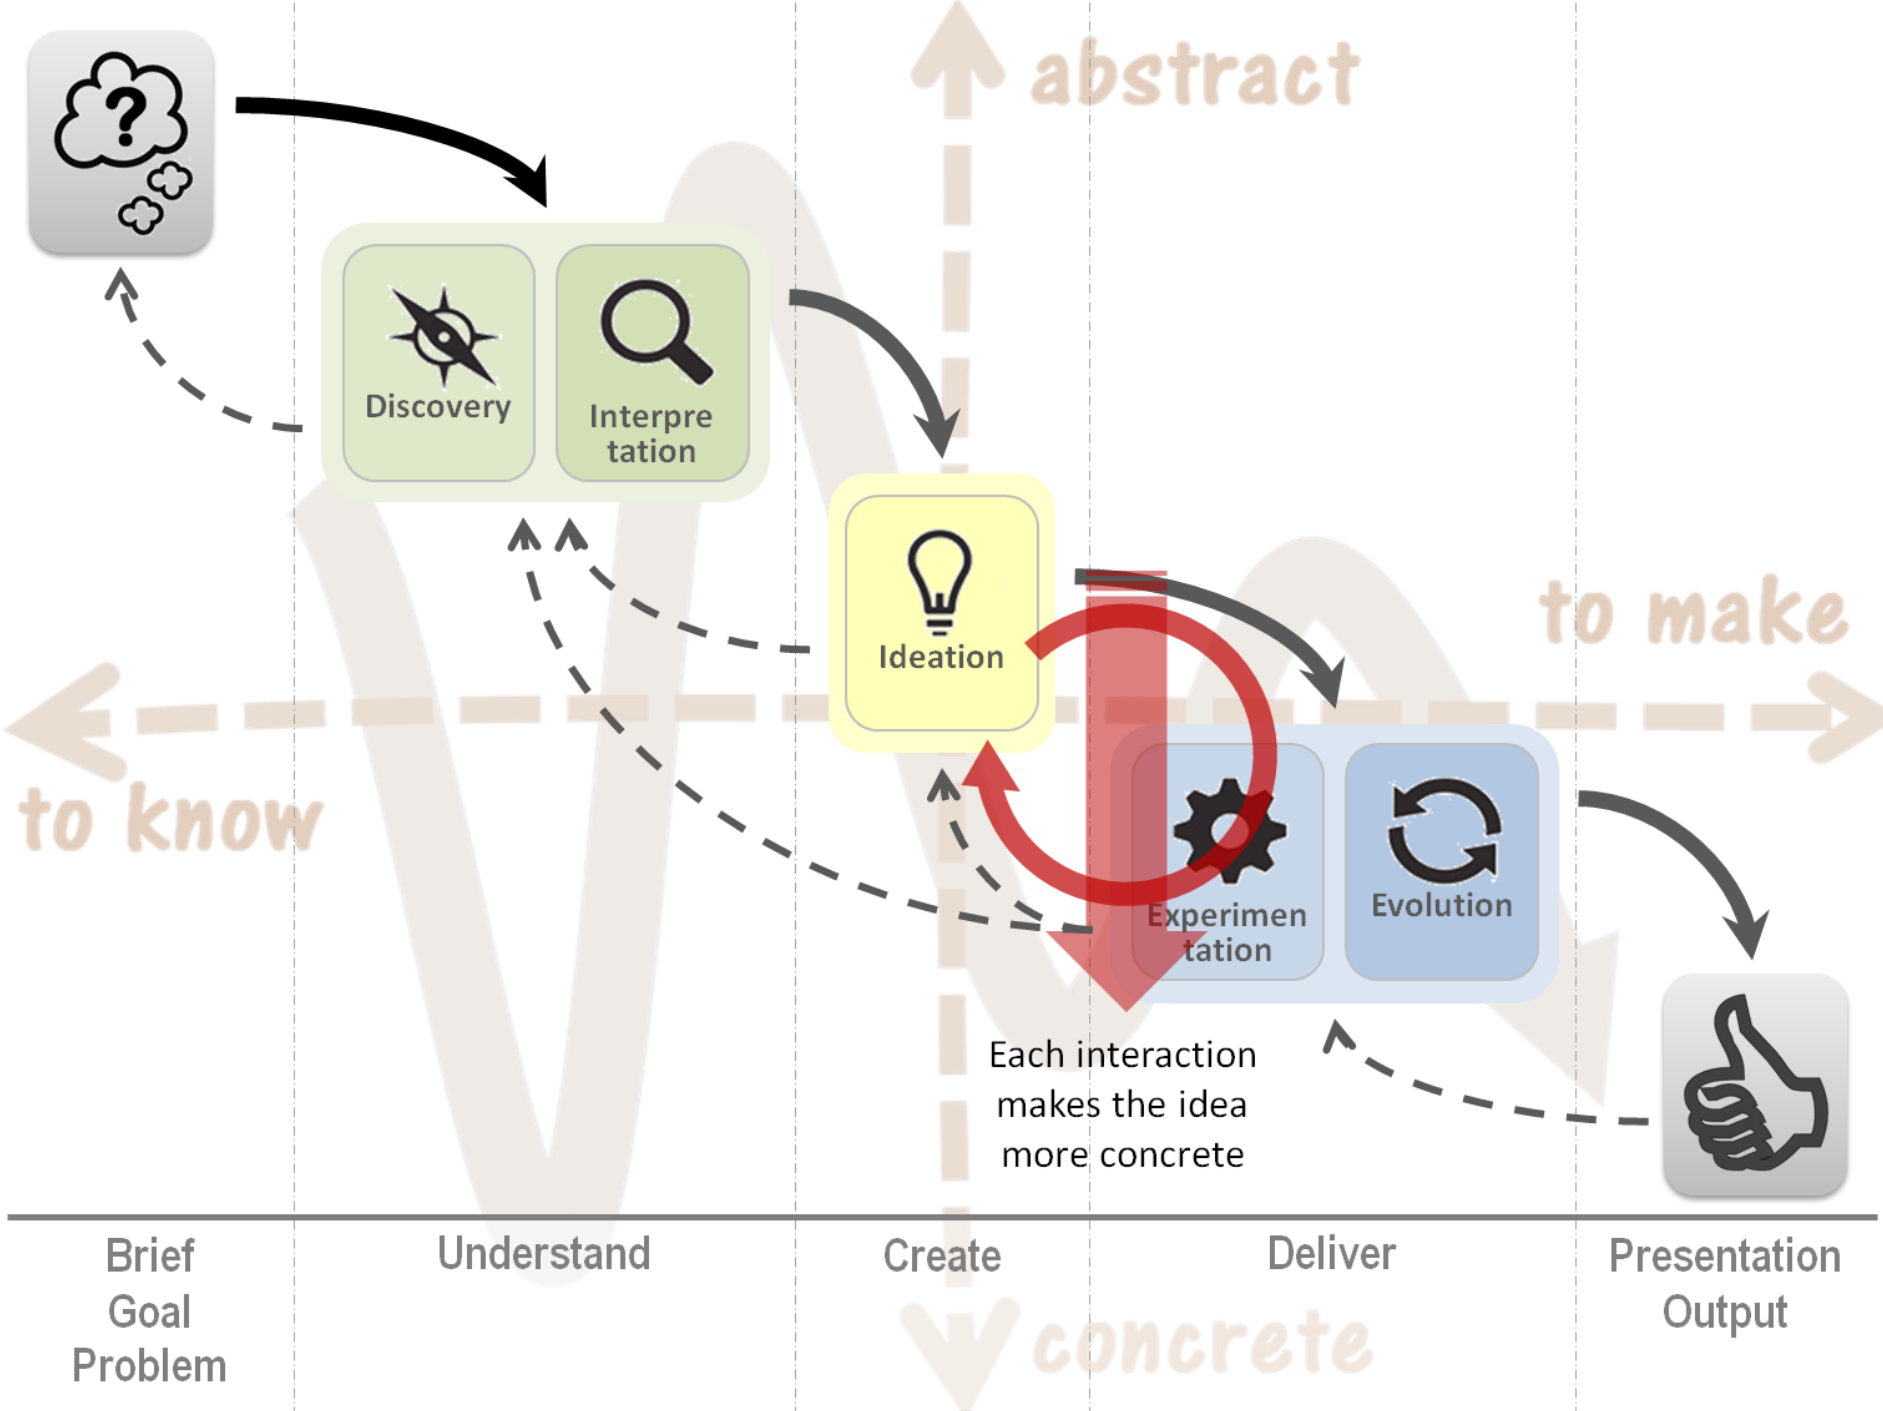 abstract
?
Discovery
Interpre
tation
Ideation
to make
to know
Experimen
tation
Evolution
Each interaction
makes the idea
more concrete
Brief
Goal
Problem
Understand
Create
Deliver
Presentation
Output
concrete